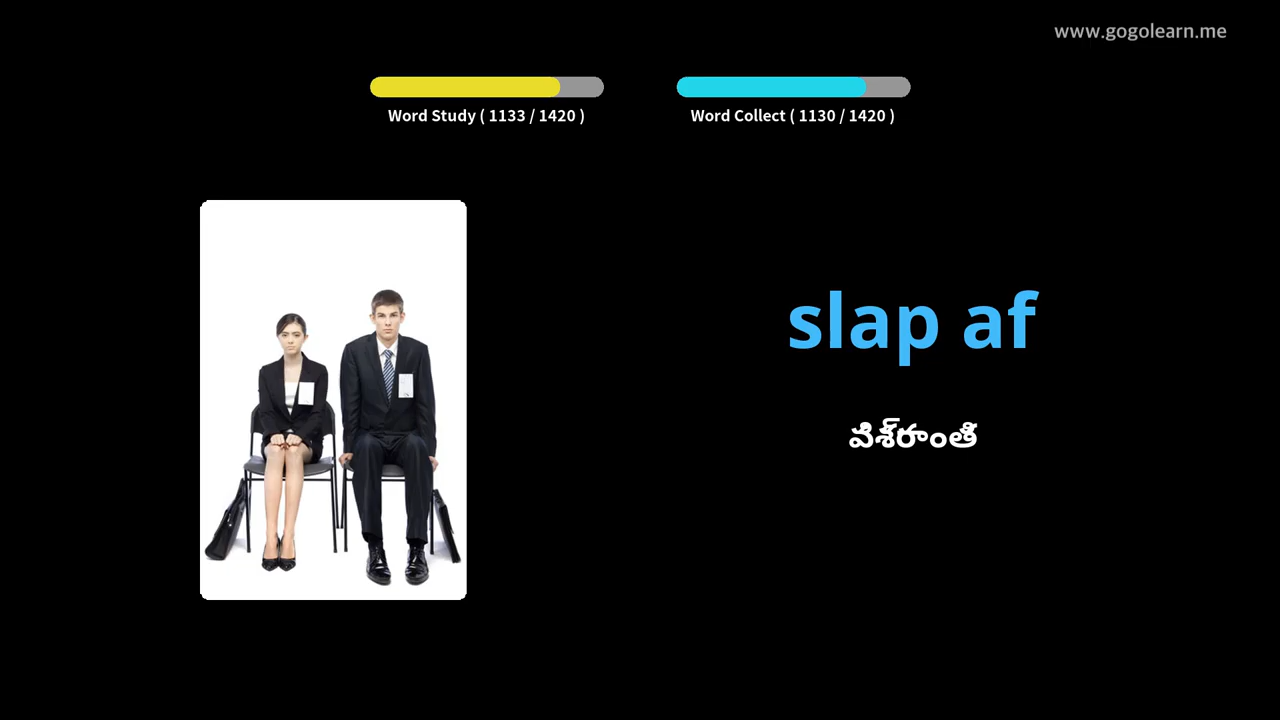 www.gogolearn.me
Word Study ( 1133 / 1420 )
Word Collect ( 1130 / 1420 )
slap af
విశ్రాంతి